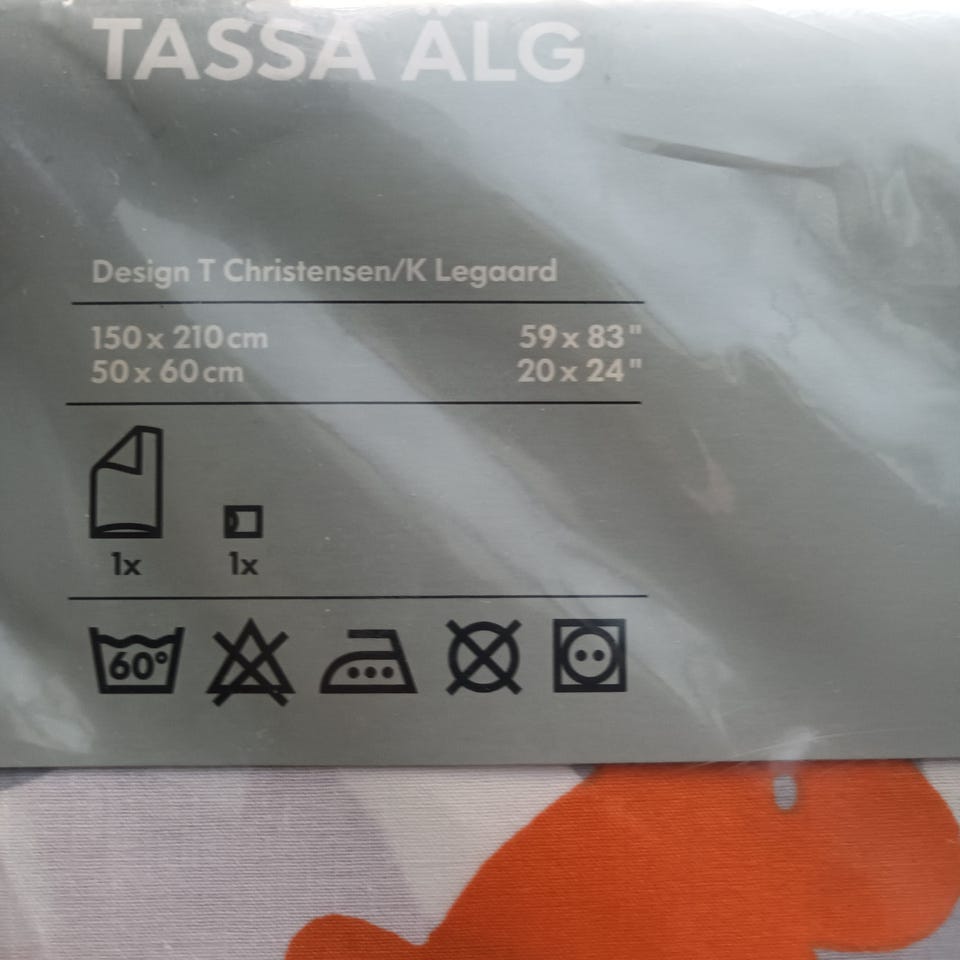 TASSA ÄLG
Design T Christensen/K Legaard
150 x 210 cm 59 x 83"
50 x 60 cm 20 x 24"
1x 1x
60°